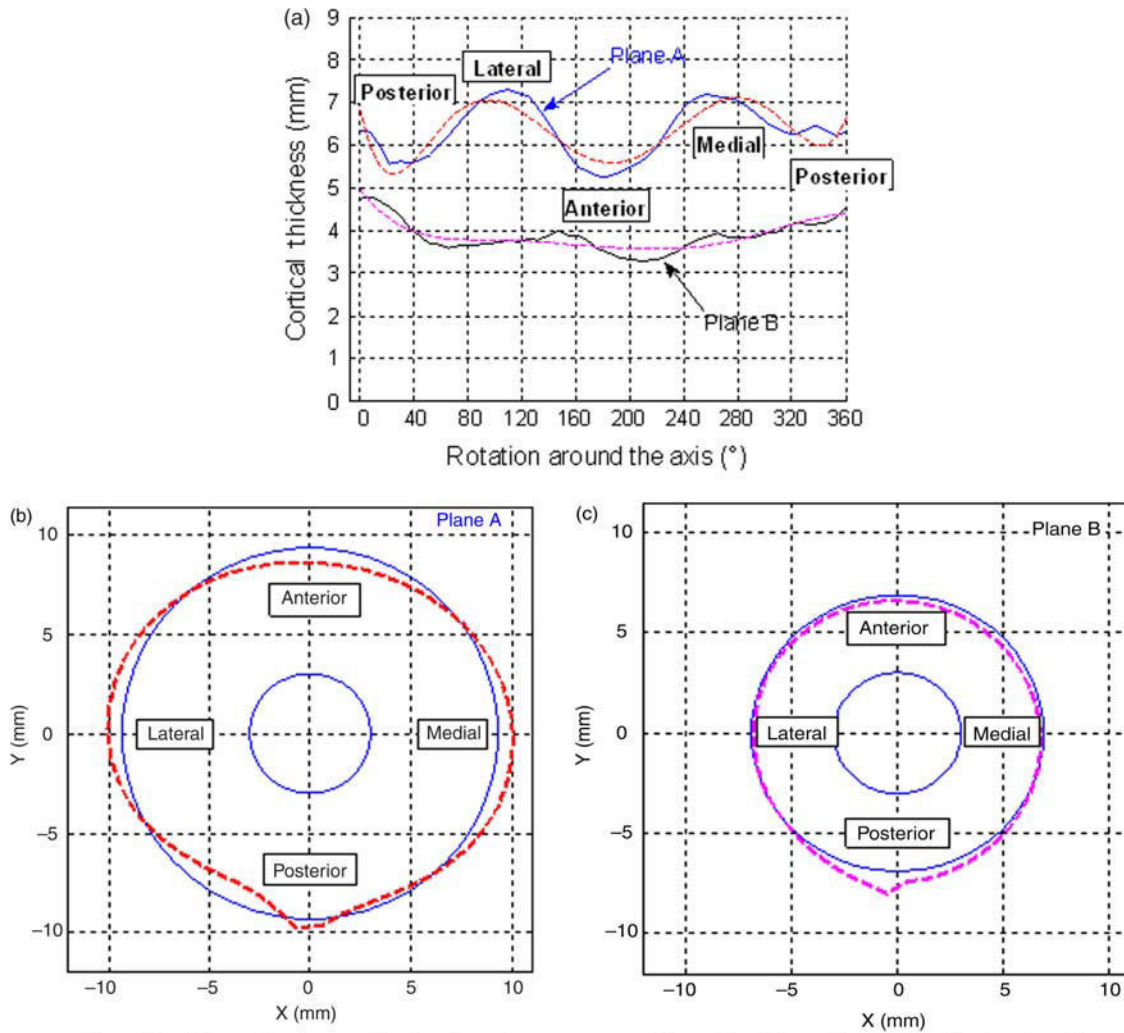 (a)
9
8
7
6
5
4
3
2
1
0
Cortical thickness (mm)
Posterior
Lateral
Plane A
Medial
Posterior
Anterior
Plane B
0 40 80 120 160 200 240 280 320 360
Rotation around the axis (°)
(b)
Plane A
10
5
0
−5
−10
Y (mm)
Anterior
Lateral
Medial
Posterior
−10 −5 0 5 10
X (mm)
(c)
Plane B
10
5
0
−5
−10
Y (mm)
Anterior
Lateral
Medial
Posterior
−10 −5 0 5 10
X (mm)